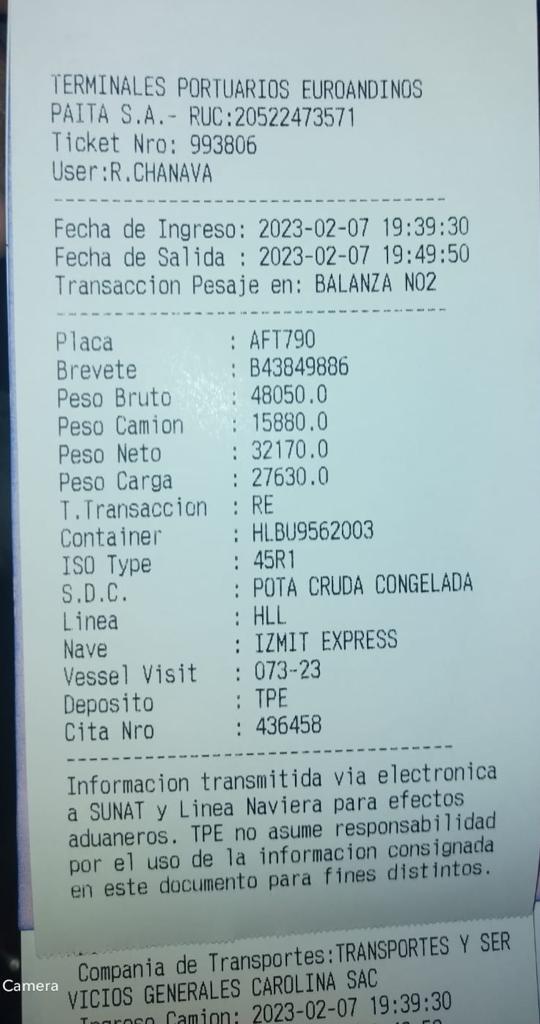 TERMINALES PORTUARIOS EUROANDINOS
PAITA S.A.- RUC:20522473571
Ticket Nro: 993806
User:R.CHANAVA
----------------------------------------
Fecha de Ingreso: 2023-02-07 19:39:30
Fecha de Salida : 2023-02-07 19:49:50
Transaccion Pesaje en: BALANZA NO2
----------------------------------------
Placa : AFT790
Brevete : B43849886
Peso Bruto : 48050.0
Peso Camion : 15880.0
Peso Neto : 32170.0
Peso Carga : 27630.0
T.Transaccion : RE
Container : HLBU9562003
ISO Type : 45R1
S.D.C. : POTA CRUDA CONGELADA
Linea : HLL
Nave : IZMIT EXPRESS
Vessel Visit : 073-23
Deposito : TPE
Cita Nro : 436458
----------------------------------------
Informacion transmitida via electronica
a SUNAT y Linea Naviera para efectos
aduaneros. TPE no asume responsabilidad
por el uso de la informacion consignada
en este documento para fines distintos.
Compania de Transportes:TRANSPORTES Y SER
VICIOS GENERALES CAROLINA SAC
Ingreso Camion: 2023-02-07 19:39:30
Camera